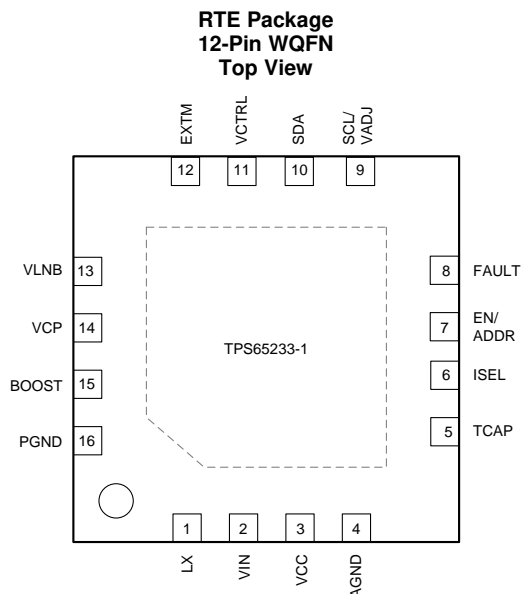 RTE Package
12-Pin WQFN
Top View
EXTM
VCTRL
SDA
SCL/
VADJ
12
11
10
9
VLNB
13
8
FAULT
VCP
14
7
EN/
ADDR
TPS65233-1
BOOST
15
6
ISEL
PGND
16
5
TCAP
1
2
3
4
LX
VIN
VCC
AGND